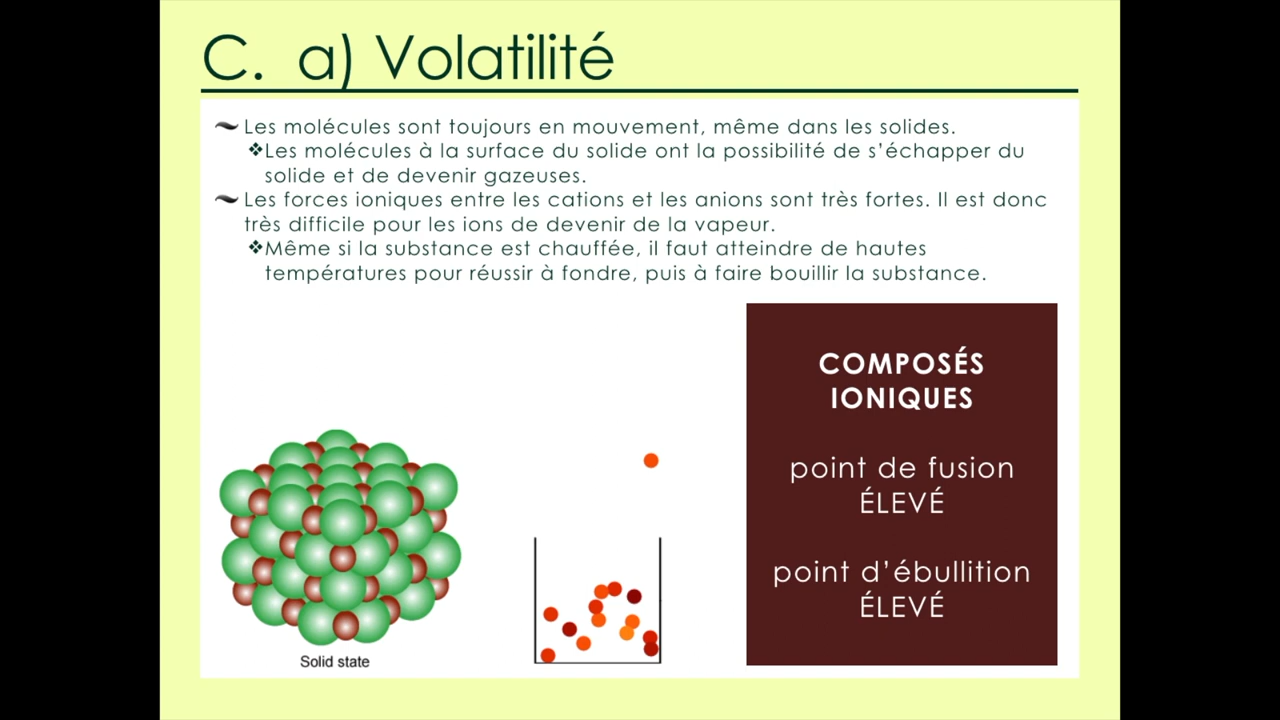 C. a) Volatilité
Les molécules sont toujours en mouvement, même dans les solides.
❖Les molécules à la surface du solide ont la possibilité de s’échapper du
solide et de devenir gazeuses.
Les forces ioniques entre les cations et les anions sont très fortes. Il est donc
très difficile pour les ions de devenir de la vapeur.
❖Même si la substance est chauffée, il faut atteindre de hautes
températures pour réussir à fondre, puis à faire bouillir la substance.
COMPOSÉS
IONIQUES
point de fusion
ÉLEVÉ
point d’ébullition
ÉLEVÉ
Solid state